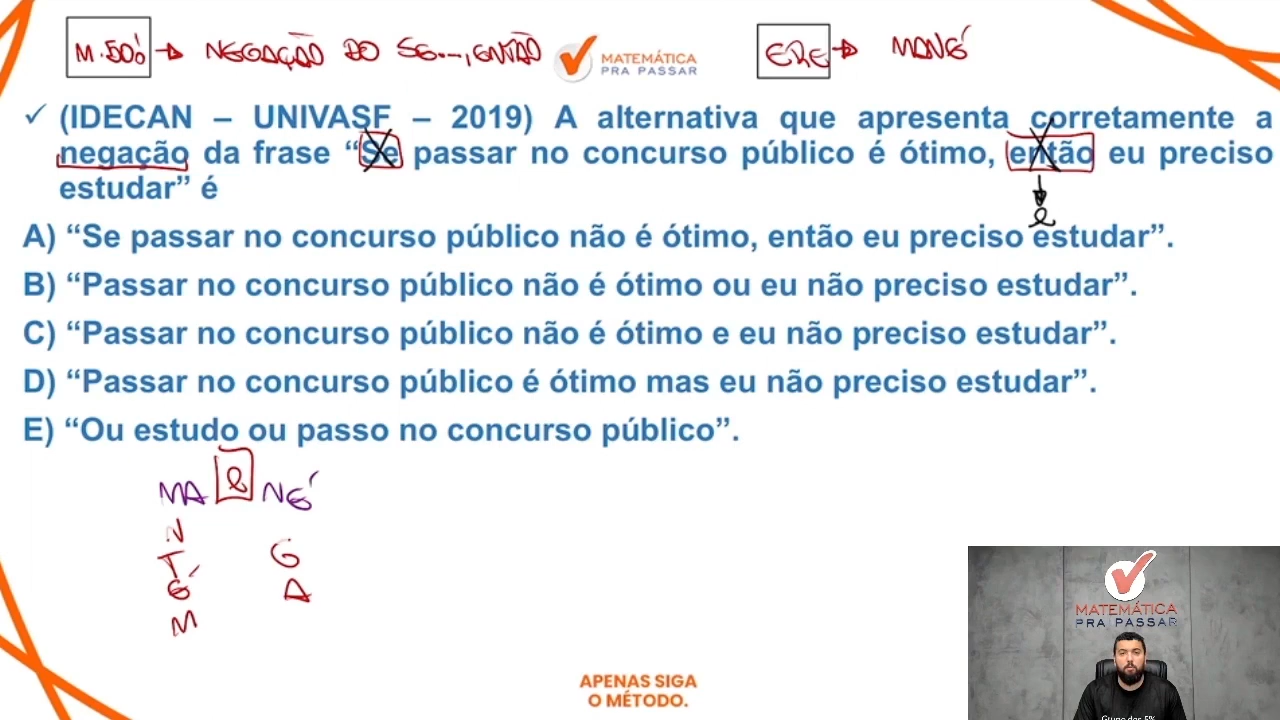 M.500 → NEGAÇÃO DO SE..., ENTÃO
MATEMÁTICA
PRA PASSAR
→ MANÉ
✓ (IDECAN – UNIVASF – 2019) A alternativa que apresenta corretamente a
negação da frase “Se passar no concurso público é ótimo, então eu preciso
estudar” é
e
A) “Se passar no concurso público não é ótimo, então eu preciso estudar”.
B) “Passar no concurso público não é ótimo ou eu não preciso estudar”.
C) “Passar no concurso público não é ótimo e eu não preciso estudar”.
D) “Passar no concurso público é ótimo mas eu não preciso estudar”.
E) “Ou estudo ou passo no concurso público”.
MA e NÉ
N
T G
É A
M
MATEMÁTICA
PRA PASSAR
APENAS SIGA
O MÉTODO.